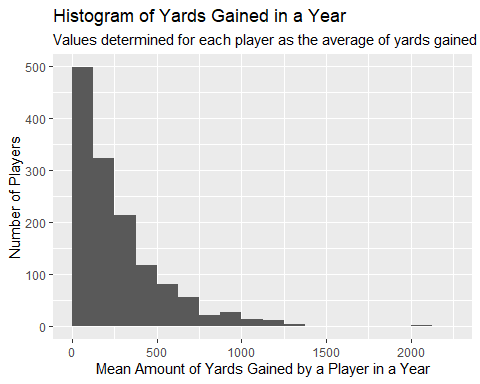 Histogram of Yards Gained in a Year
Values determined for each player as the average of yards gained
500
400
300
200
100
0
Number of Players
0 500 1000 1500 2000
Mean Amount of Yards Gained by a Player in a Year